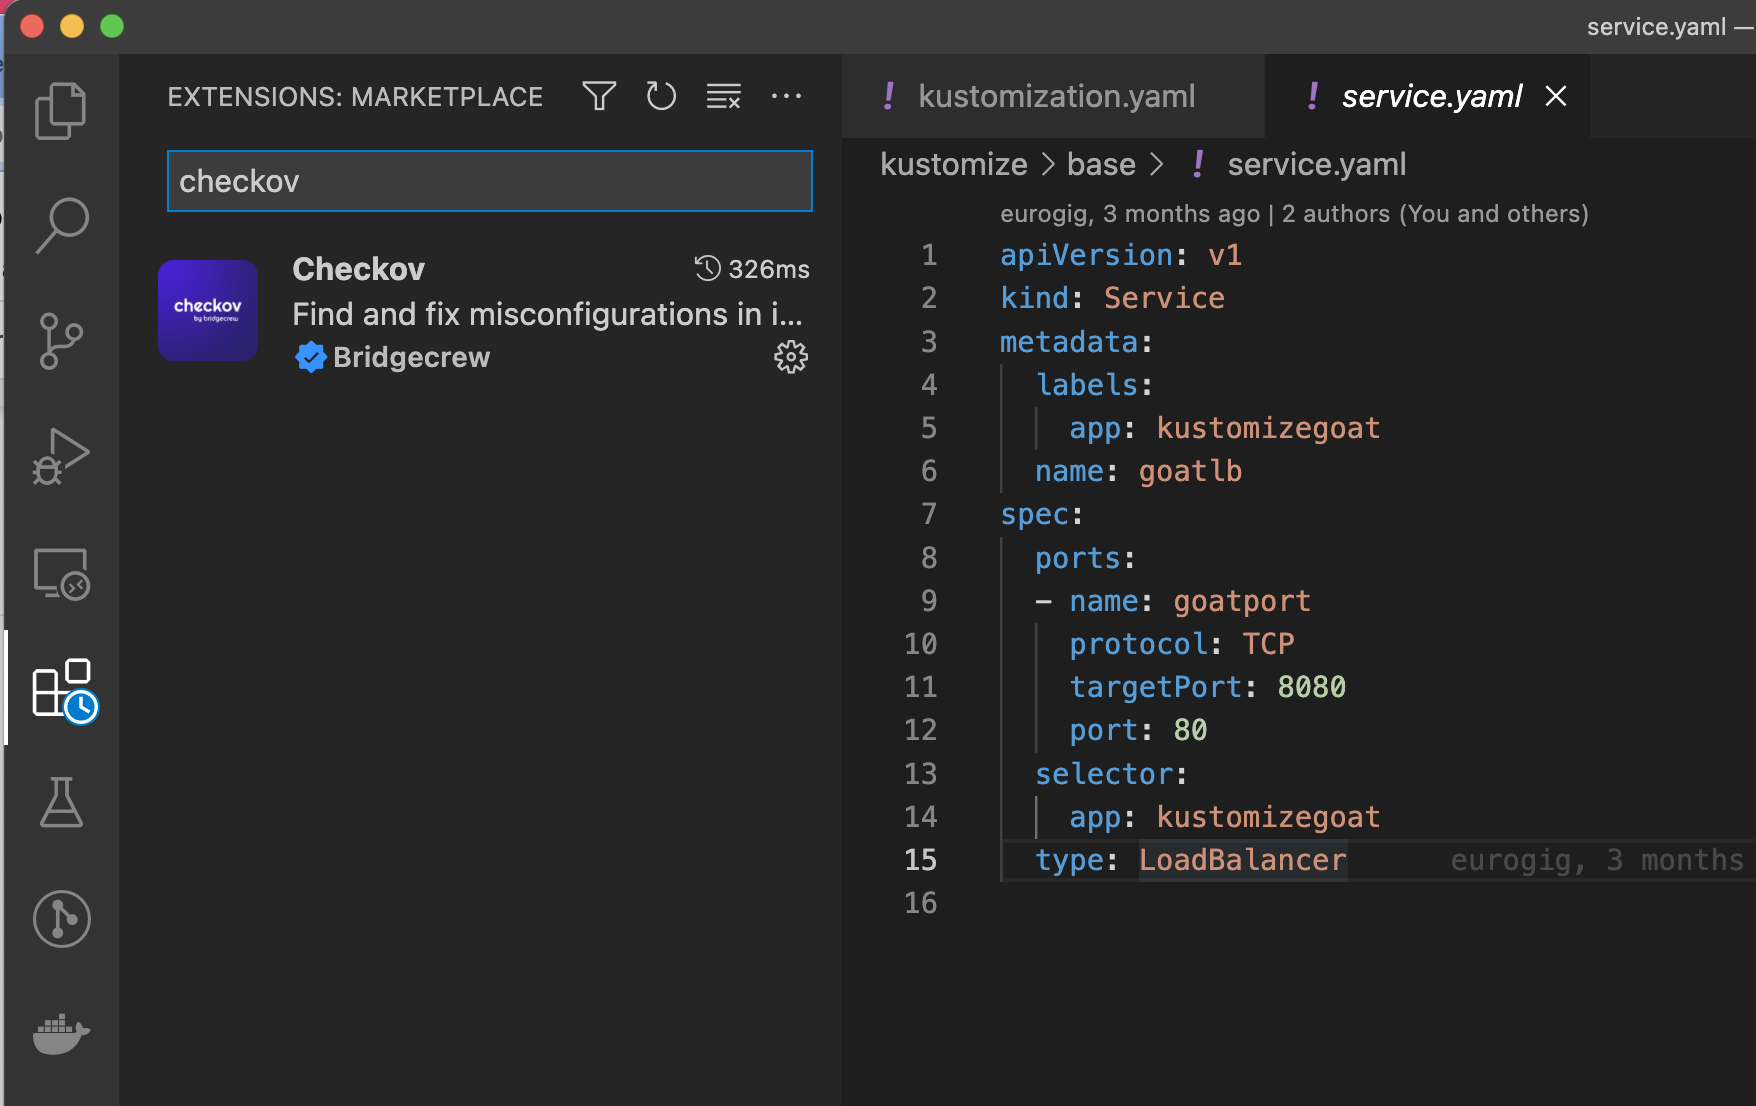 service.yaml —
EXTENSIONS: MARKETPLACE
checkov
checkov
by bridgecrew
Checkov
326ms
Find and fix misconfigurations in i...
Bridgecrew
kustomization.yaml
service.yaml
kustomize > base > ! service.yaml
eurogig, 3 months ago | 2 authors (You and others)
1 apiVersion: v1
2 kind: Service
3 metadata:
4 labels:
5 app: kustomizegoat
6 name: goatlb
7 spec:
8 ports:
9 - name: goatport
10 protocol: TCP
11 targetPort: 8080
12 port: 80
13 selector:
14 app: kustomizegoat
15 type: LoadBalancer eurogig, 3 months
16